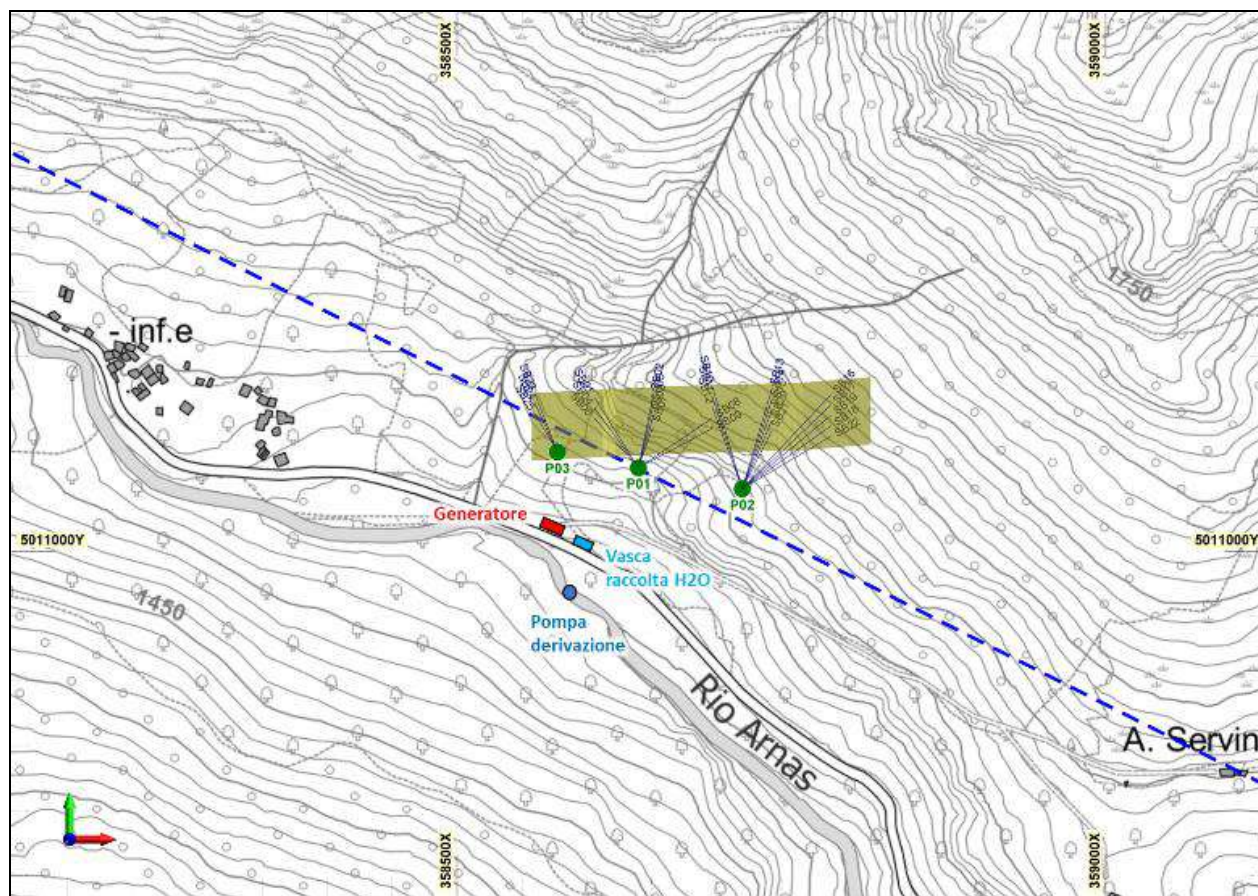 358500X
359000X
1750
- inf.e
P03
P01
P02
Generatore
5011000Y
5011000Y
Vasca
raccolta H2O
1450
Pompa
derivazione
Rio Arnas
A. Servin
358500X
359000X